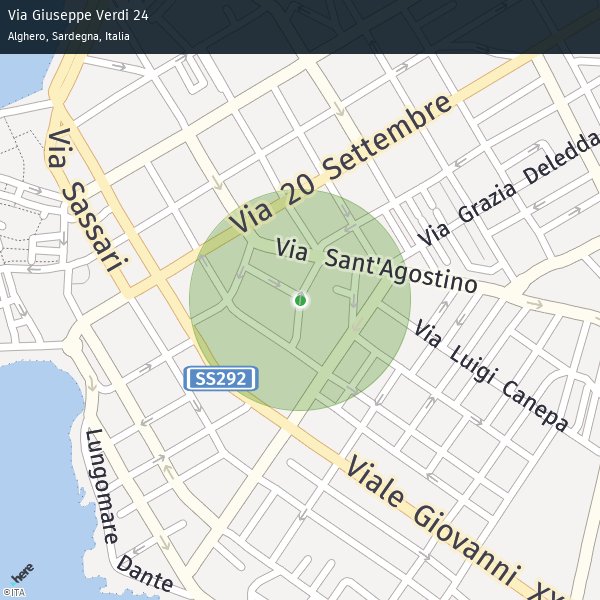 Via Giuseppe Verdi 24
Alghero, Sardegna, Italia
Via 20 Settembre
Via Grazia Deledda
Via Sassari
Via Sant'Agostino
Via Luigi Canepa
SS292
Lungomare Dante
Viale Giovanni XX
here
©ITA